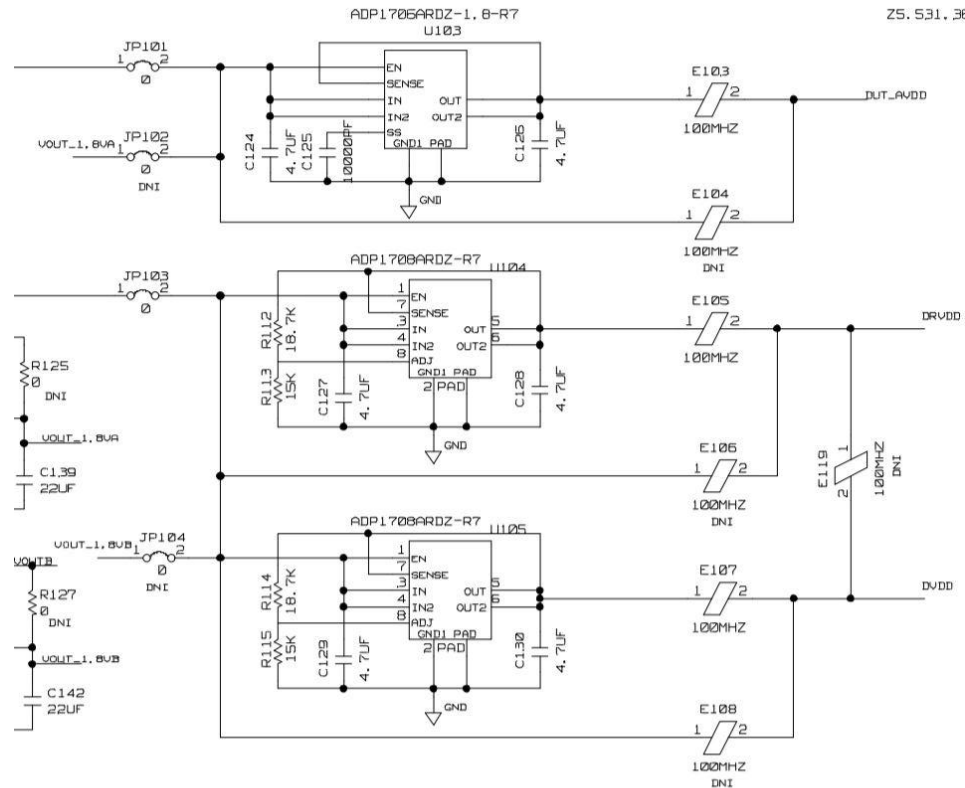 ADP1706ARDZ-1.8-R7
Z5.531.36
U103
JP101
1 2
0
EN
SENSE
IN OUT
IN2 OUT2
SS
GND1 PAD
C124
4.7UF
C125
10000PF
C126
4.7UF
GND
E103
1 2
100MHZ
DUT_AVDD
VOUT_1.8VA
JP102
1 2
0
DNI
E104
1 2
100MHZ
DNI
ADP1708ARDZ-R7
U104
JP103
1 2
0
R112
18.7K
R113
15K
1 EN
7 SENSE
3 IN OUT 5
4 IN2 OUT2 6
8 ADJ
GND1 PAD
2 PAD
C127
4.7UF
C128
4.7UF
GND
E105
1 2
100MHZ
DRVDD
R125
0
DNI
VOUT_1.8VA
C139
22UF
E106
1 2
100MHZ
DNI
E119
1
2
100MHZ
DNI
ADP1708ARDZ-R7
U105
VOUT_1.8VB
JP104
1 2
0
DNI
VOUTB
R127
0
DNI
VOUT_1.8VB
C142
22UF
R114
18.7K
R115
15K
1 EN
7 SENSE
3 IN OUT 5
4 IN2 OUT2 6
8 ADJ
GND1 PAD
2 PAD
C129
4.7UF
C130
4.7UF
GND
E107
1 2
100MHZ
DVDD
E108
1 2
100MHZ
DNI